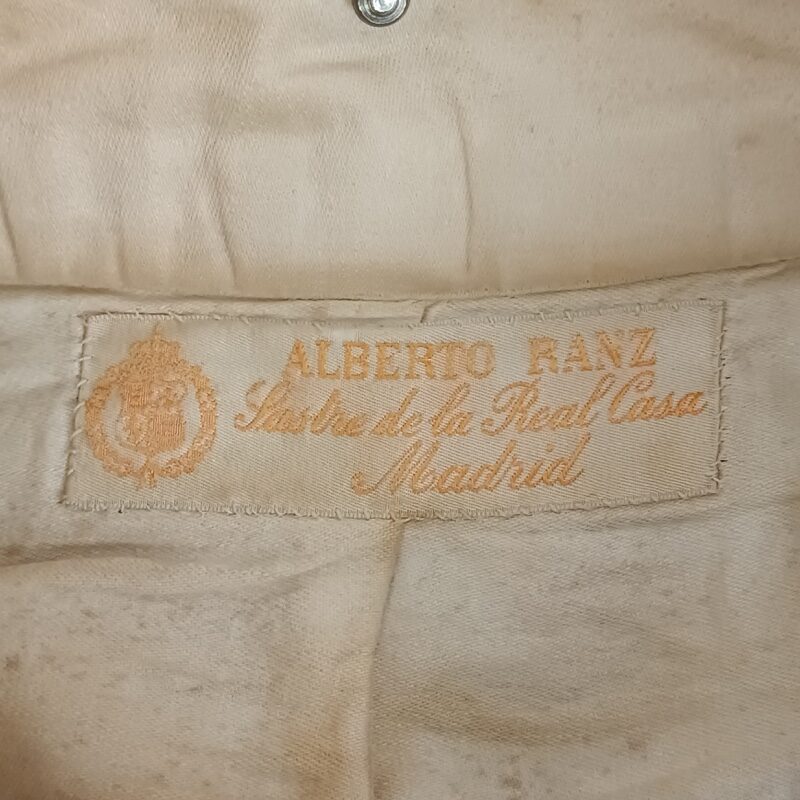 ALBERTO RANZ
Sastre de la Real Casa
Madrid